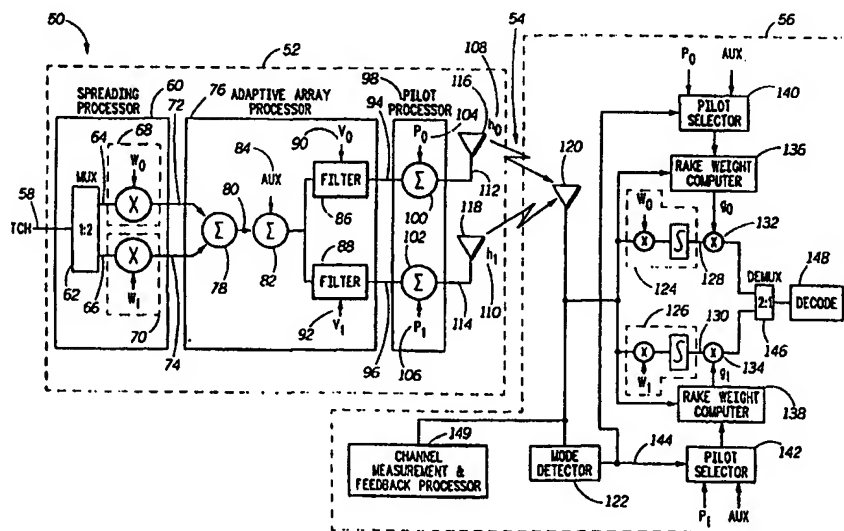 50
52
108
54
56
SPREADING PROCESSOR
60
76
ADAPTIVE ARRAY PROCESSOR
98
PILOT PROCESSOR
116
h0
P0
AUX
PILOT SELECTOR
140
68
72
64
W0
MUX
1:2
58
TCH
X
62
66
X
W1
70
74
84
AUX
80
Σ
78
Σ
82
90
V0
FILTER
86
88
FILTER
92
V1
94
96
P0
104
Σ
100
112
102
Σ
P1
106
118
h1
110
114
120
RAKE WEIGHT COMPUTER
136
g0
W0
X
∫
X
132
124
128
DEMUX
2:1
146
148
DECODE
126
130
X
∫
X
134
W1
g1
RAKE WEIGHT COMPUTER
138
149
CHANNEL MEASUREMENT & FEEDBACK PROCESSOR
MODE DETECTOR
122
144
PILOT SELECTOR
142
P1
AUX